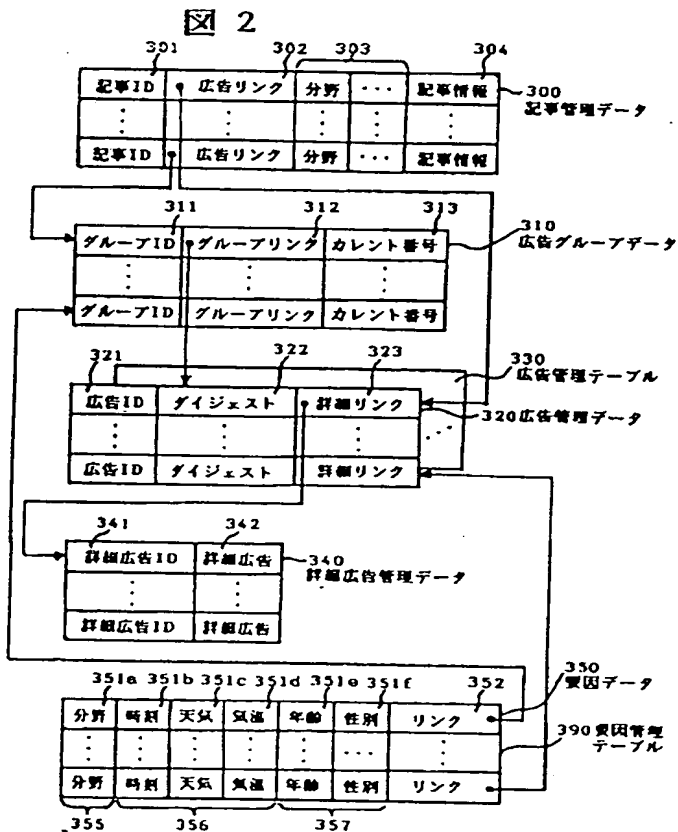 図 2
301 302 303 304
記事ID 広告リンク 分野 ... 記事情報
300
記事管理データ
記事ID 広告リンク 分野 ... 記事情報
311 312 313
グループID グループリンク カレント番号
310
広告グループデータ
グループID グループリンク カレント番号
321 322 323
330
広告管理テーブル
広告ID ダイジェスト 詳細リンク
320広告管理データ
広告ID ダイジェスト 詳細リンク
341 342
詳細広告ID 詳細広告
340
詳細広告管理データ
詳細広告ID 詳細広告
351a 351b 351c 351d 351e 351f 352
350
要因データ
分野 時刻 天気 気温 年齢 性別 リンク
390要因管理
テーブル
分野 時刻 天気 気温 年齢 性別 リンク
355 356 357